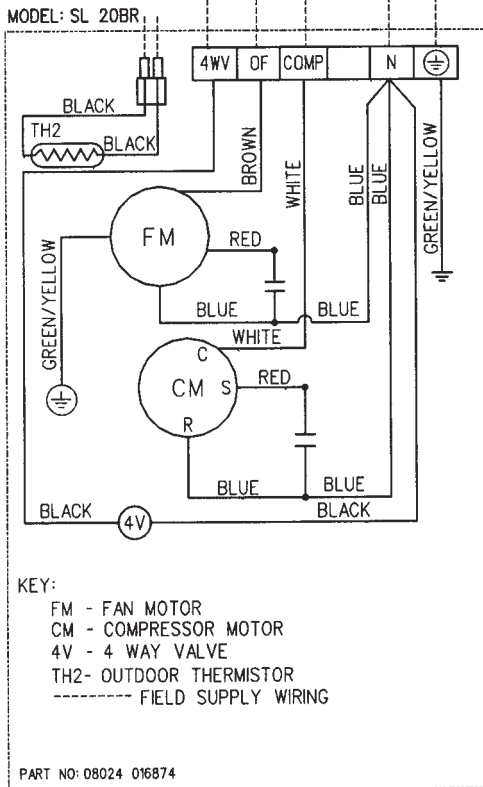 MODEL: SL 20BR
4WV OF COMP N
BLACK
TH2
BLACK
BROWN
WHITE
BLUE
BLUE
GREEN/YELLOW
FM
RED
GREEN/YELLOW
BLUE
BLUE
WHITE
C
CM
S
RED
R
BLUE
BLUE
BLACK
BLACK
4V
KEY:
FM - FAN MOTOR
CM - COMPRESSOR MOTOR
4V - 4 WAY VALVE
TH2- OUTDOOR THERMISTOR
--------- FIELD SUPPLY WIRING
PART NO: 08024 016874